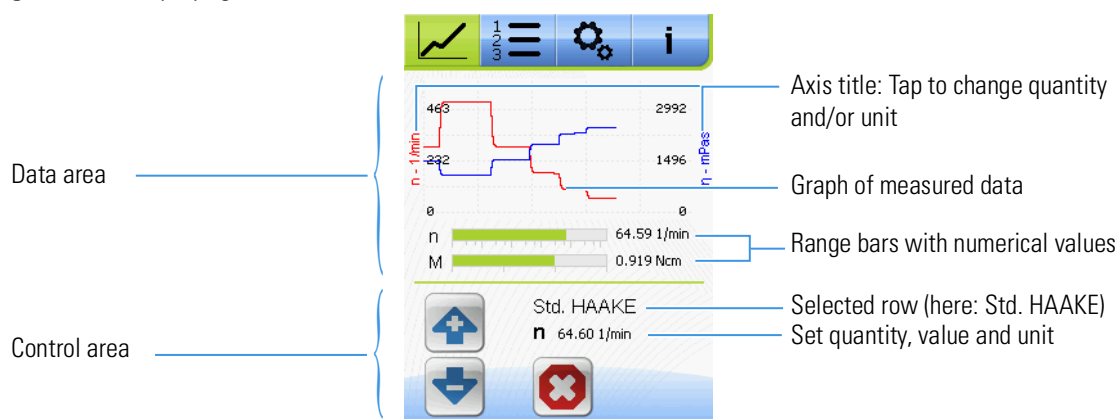 1
2
3
i
463
2992
n - 1/min
232
1496
η - mPas
0
0
n
64.59 1/min
M
0.919 Ncm
Std. HAAKE
n 64.60 1/min
Data area
Control area
Axis title: Tap to change quantity
and/or unit
Graph of measured data
Range bars with numerical values
Selected row (here: Std. HAAKE)
Set quantity, value and unit